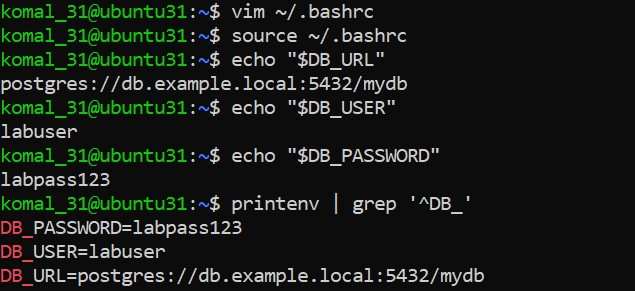 komal_31@ubuntu31:~$ vim ~/.bashrc
komal_31@ubuntu31:~$ source ~/.bashrc
komal_31@ubuntu31:~$ echo "$DB_URL"
postgres://db.example.local:5432/mydb
komal_31@ubuntu31:~$ echo "$DB_USER"
labuser
komal_31@ubuntu31:~$ echo "$DB_PASSWORD"
labpass123
komal_31@ubuntu31:~$ printenv | grep '^DB_'
DB_PASSWORD=labpass123
DB_USER=labuser
DB_URL=postgres://db.example.local:5432/mydb